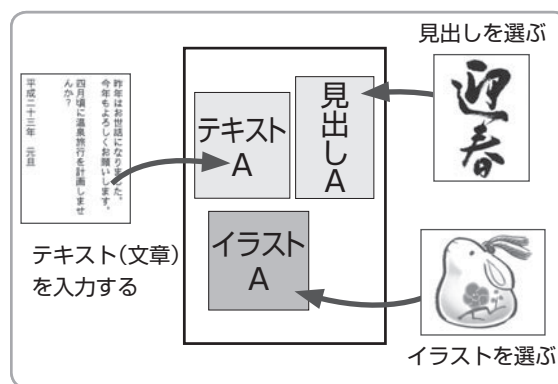 見出しを選ぶ
迎春
昨年はお世話になりました。
今年もよろしくお願いします。
四月頃に温泉旅行を計画しませ
んか?
平成二十三年 元旦
テキスト
A
見出しA
テキスト(文章)
を入力する
イラスト
A
イラストを選ぶ